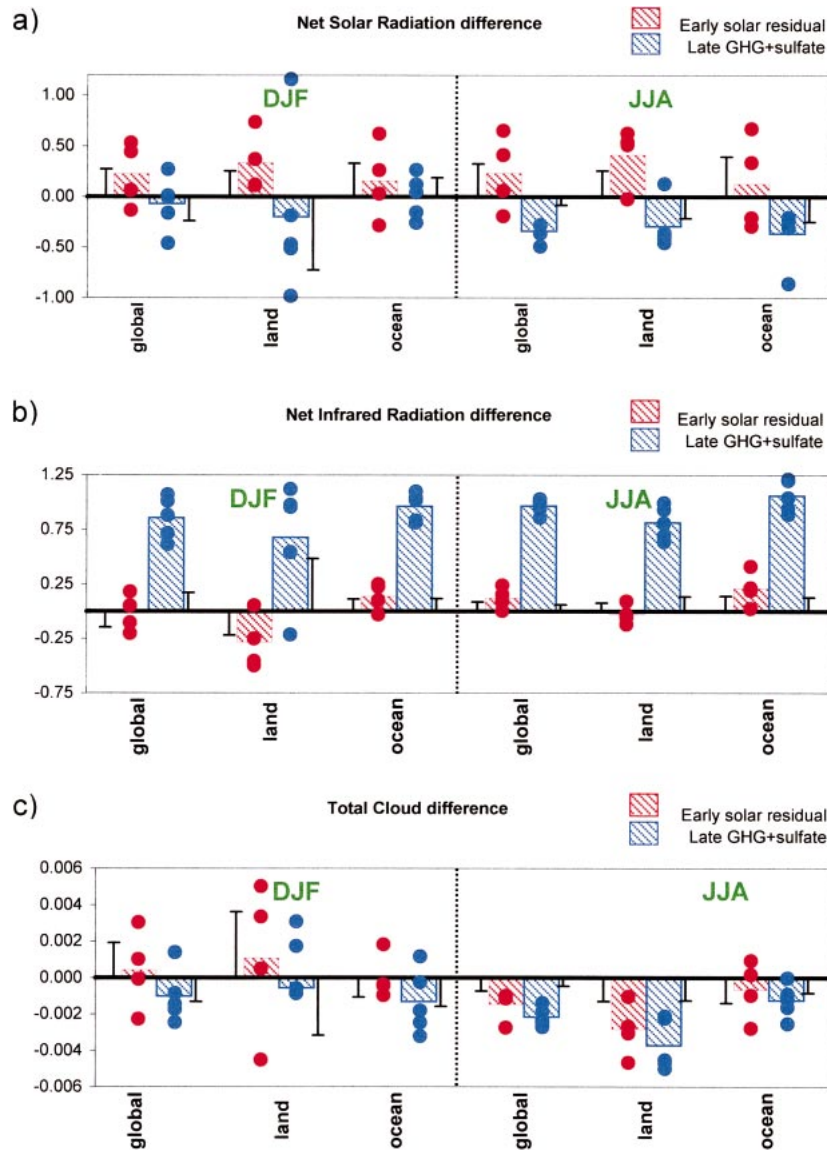 a)
Net Solar Radiation difference
Early solar residual
Late GHG+sulfate
DJF
JJA
1.00
0.50
0.00
-0.50
-1.00
global
land
ocean
global
land
ocean
b)
Net Infrared Radiation difference
Early solar residual
Late GHG+sulfate
DJF
JJA
1.25
0.75
0.25
-0.25
-0.75
global
land
ocean
global
land
ocean
c)
Total Cloud difference
Early solar residual
Late GHG+sulfate
DJF
JJA
0.006
0.004
0.002
0.000
-0.002
-0.004
-0.006
global
land
ocean
global
land
ocean